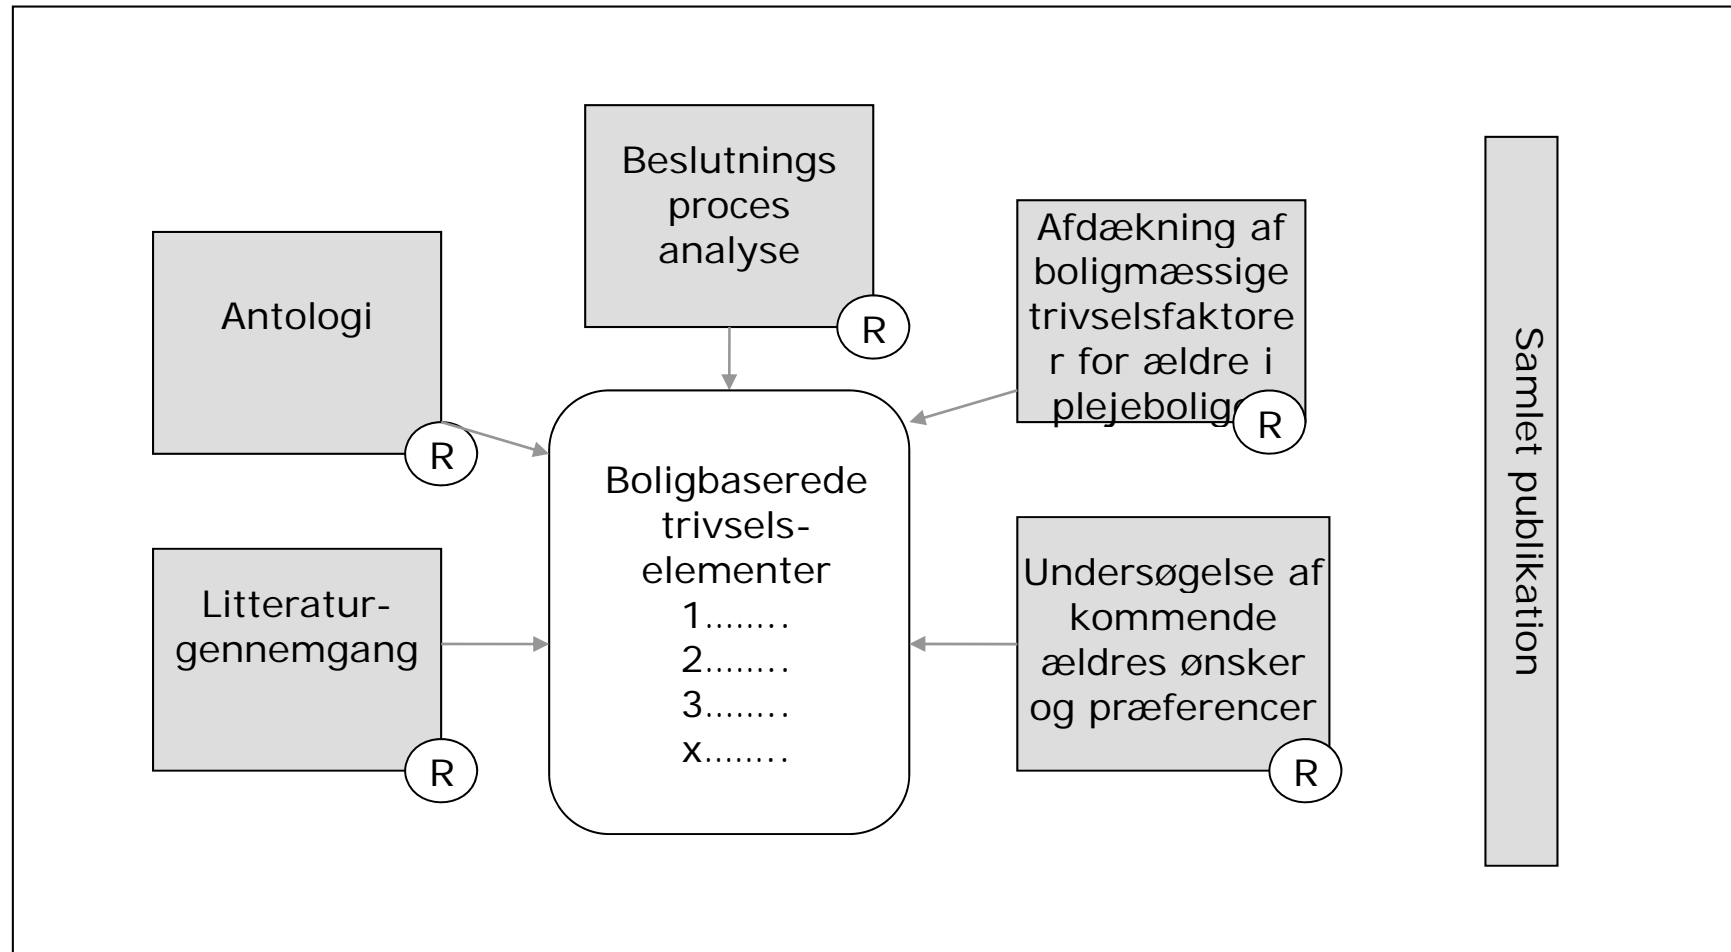 Beslutnings
proces
analyse
R
Antologi
R
Afdækning af
boligmæssige
trivselsfaktore
r for ældre i
R
Litteratur-
gennemgang
R
Boligbaserede
trivsels-
elementer
1........
2........
3........
x........
Undersøgelse af
kommende
ældres ønsker
og præferencer
R
Samlet publikation